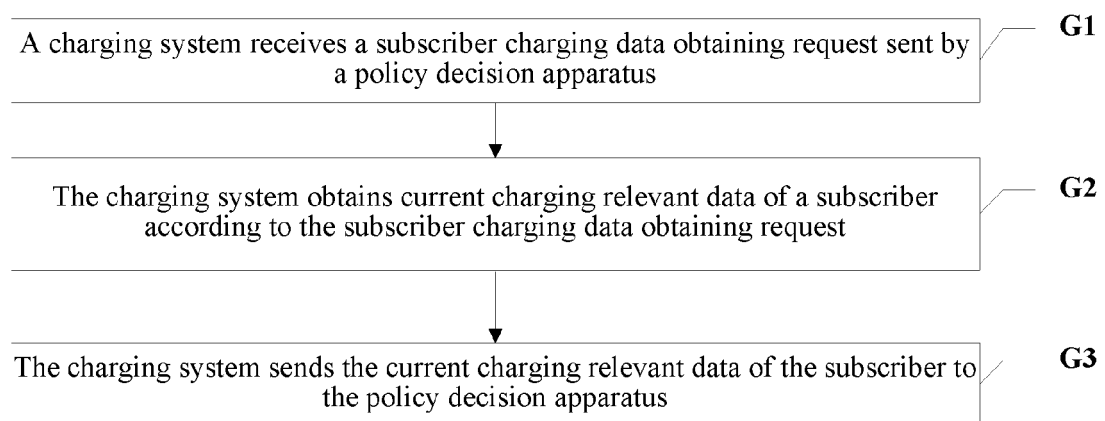 A charging system receives a subscriber charging data obtaining request sent by
a policy decision apparatus
G1
The charging system obtains current charging relevant data of a subscriber
according to the subscriber charging data obtaining request
G2
The charging system sends the current charging relevant data of the subscriber to
the policy decision apparatus
G3